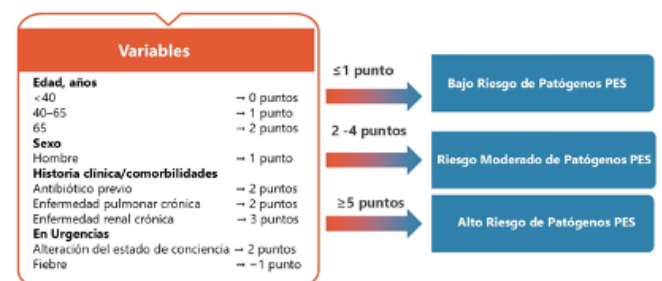 Variables
Edad, años
<40 → 0 puntos
40–65 → 1 punto
65 → 2 puntos
Sexo
Hombre → 1 punto
Historia clínica/comorbilidades
Antibiótico previo → 2 puntos
Enfermedad pulmonar crónica → 2 puntos
Enfermedad renal crónica → 3 puntos
En Urgencias
Alteración del estado de conciencia → 2 puntos
Fiebre → −1 punto
≤1 punto
Bajo Riesgo de Patógenos PES
2 -4 puntos
Riesgo Moderado de Patógenos PES
≥5 puntos
Alto Riesgo de Patógenos PES